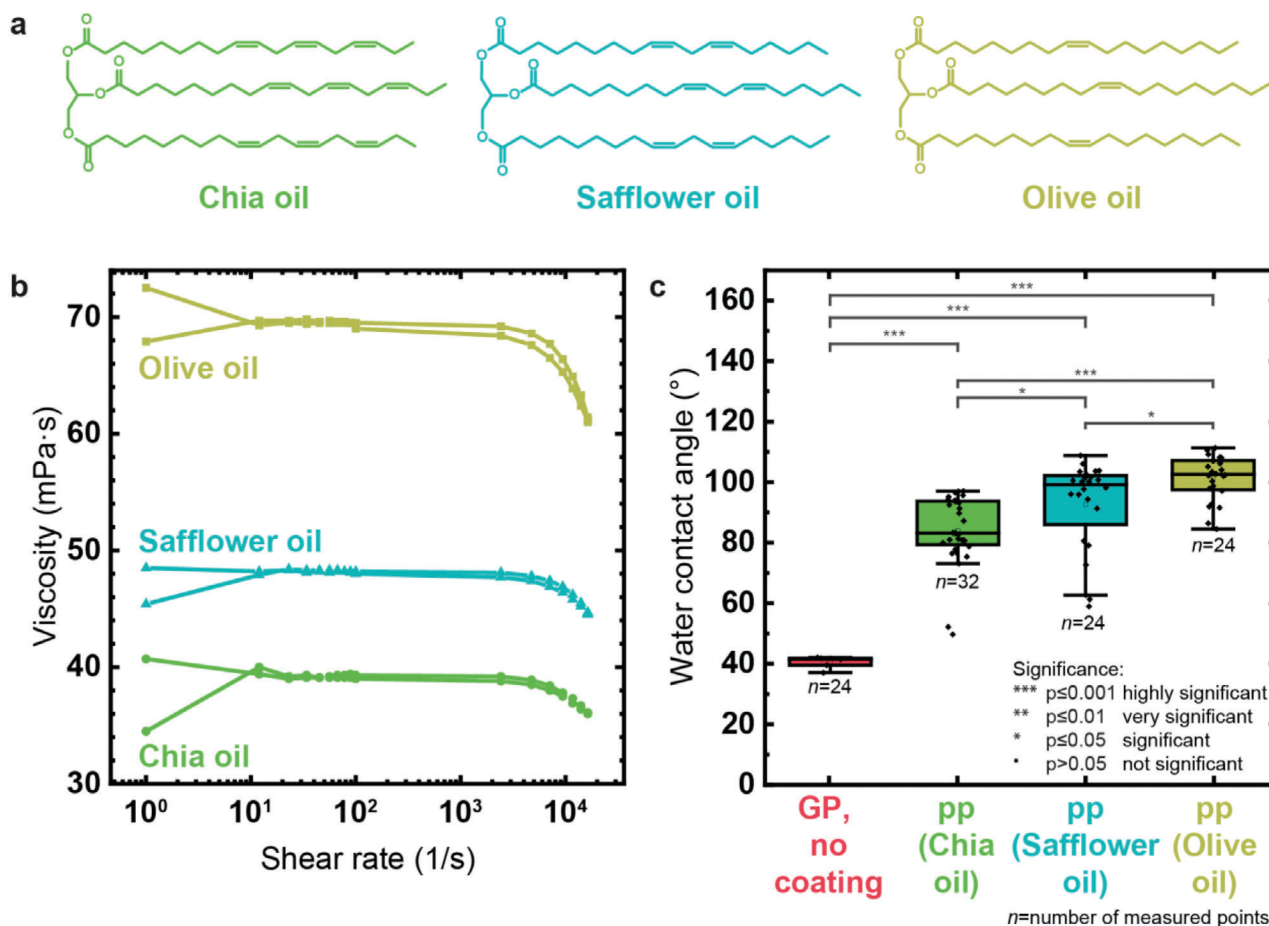 a
O
O
O
O
O
O
Chia oil
O
O
O
O
O
O
Safflower oil
O
O
O
O
O
O
Olive oil
b
Viscosity (mPa·s)
70
60
50
40
30
Olive oil
Safflower oil
Chia oil
10⁰
10¹
10²
10³
10⁴
Shear rate (1/s)
c
Water contact angle (°)
160
140
120
100
80
60
40
20
0
***
***
***
***
*
*
n=24
n=32
n=24
n=24
Significance:
*** p≤0.001 highly significant
** p≤0.01 very significant
* p≤0.05 significant
▪ p>0.05 not significant
GP,
no
coating
pp
(Chia
oil)
pp
(Safflower
oil)
pp
(Olive
oil)
n=number of measured points